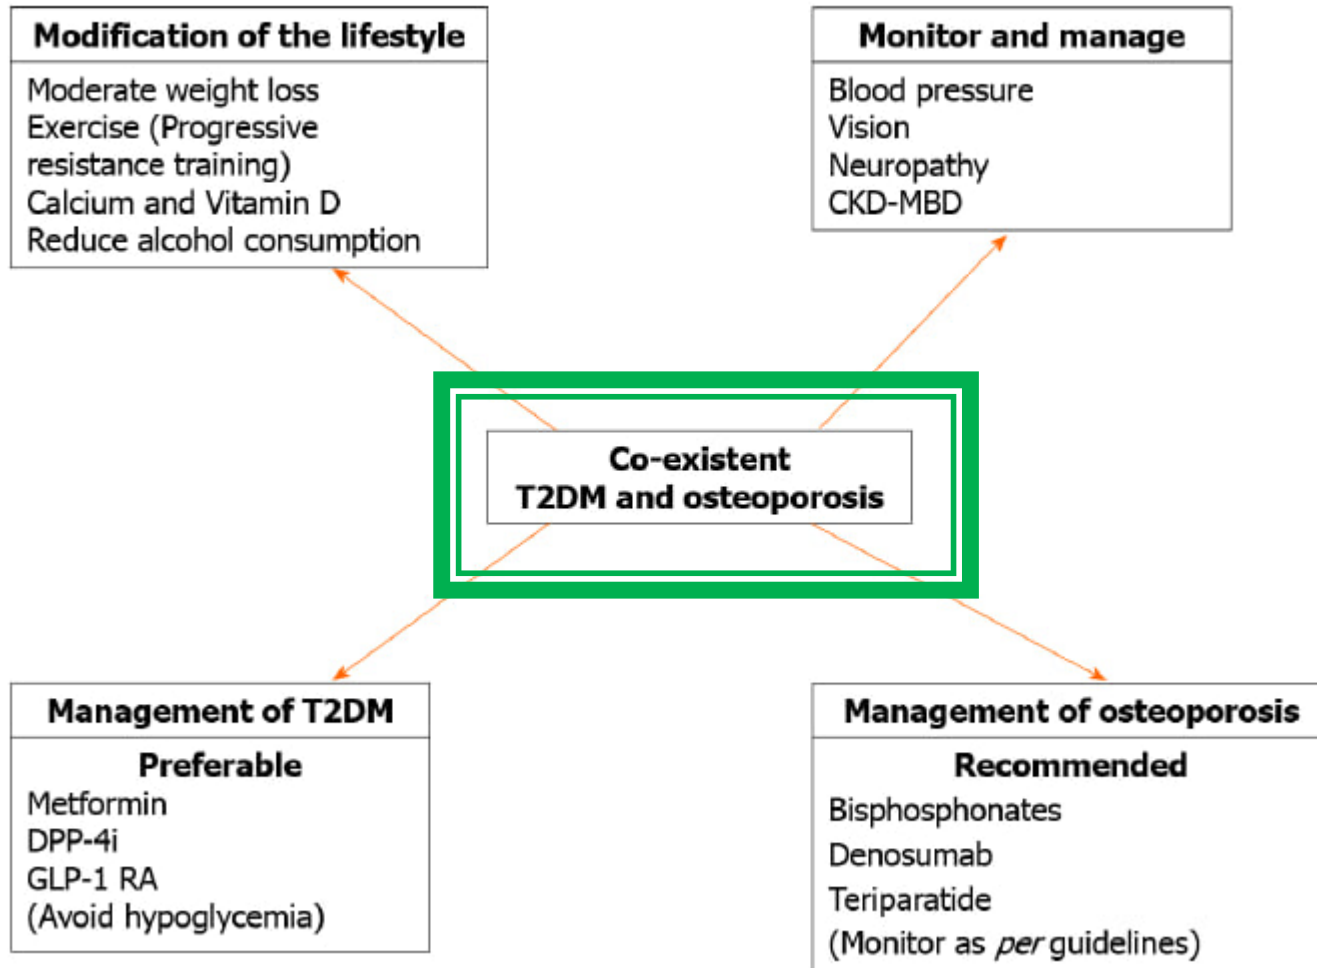 Modification of the lifestyle
Moderate weight loss
Exercise (Progressive
resistance training)
Calcium and Vitamin D
Reduce alcohol consumption
Monitor and manage
Blood pressure
Vision
Neuropathy
CKD-MBD
Co-existent
T2DM and osteoporosis
Management of T2DM
Preferable
Metformin
DPP-4i
GLP-1 RA
(Avoid hypoglycemia)
Management of osteoporosis
Recommended
Bisphosphonates
Denosumab
Teriparatide
(Monitor as per guidelines)